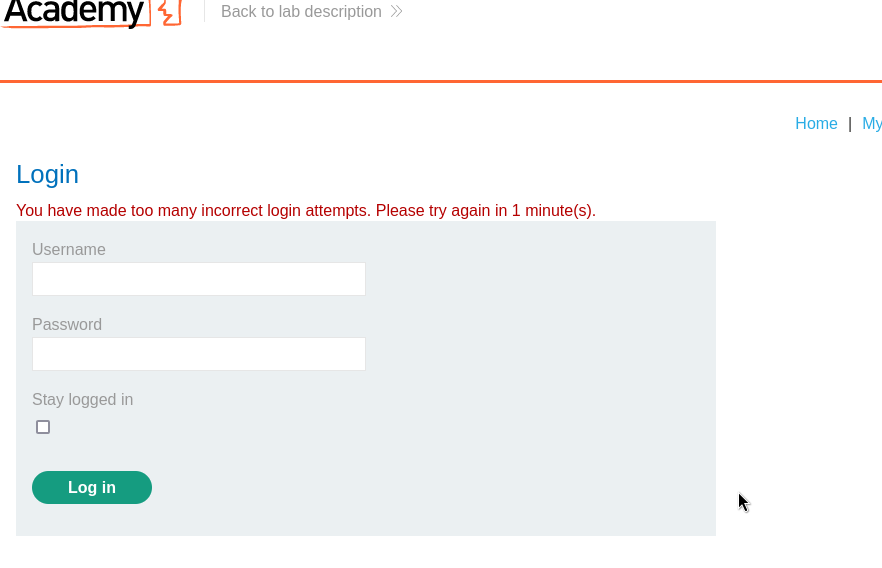 Academy
Back to lab description
Home | My
Login
You have made too many incorrect login attempts. Please try again in 1 minute(s).
Username
Password
Stay logged in
Log in